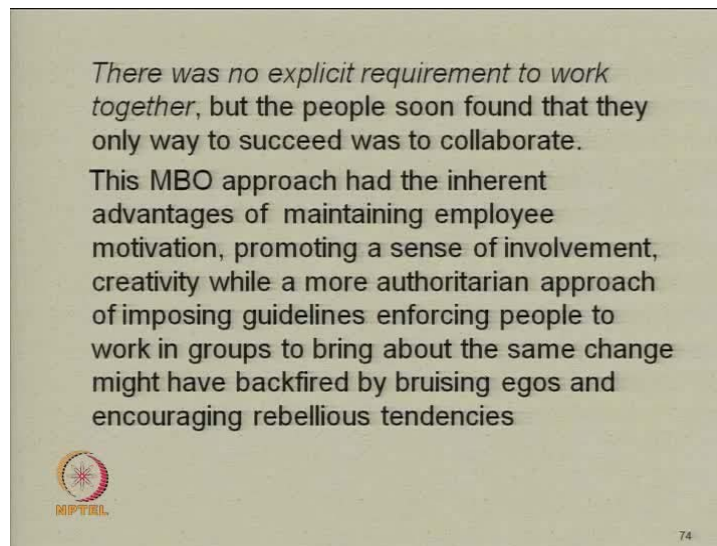 There was no explicit requirement to work
together, but the people soon found that they
only way to succeed was to collaborate.
This MBO approach had the inherent
advantages of maintaining employee
motivation, promoting a sense of involvement,
creativity while a more authoritarian approach
of imposing guidelines enforcing people to
work in groups to bring about the same change
might have backfired by bruising egos and
encouraging rebellious tendencies
NPTEL
74